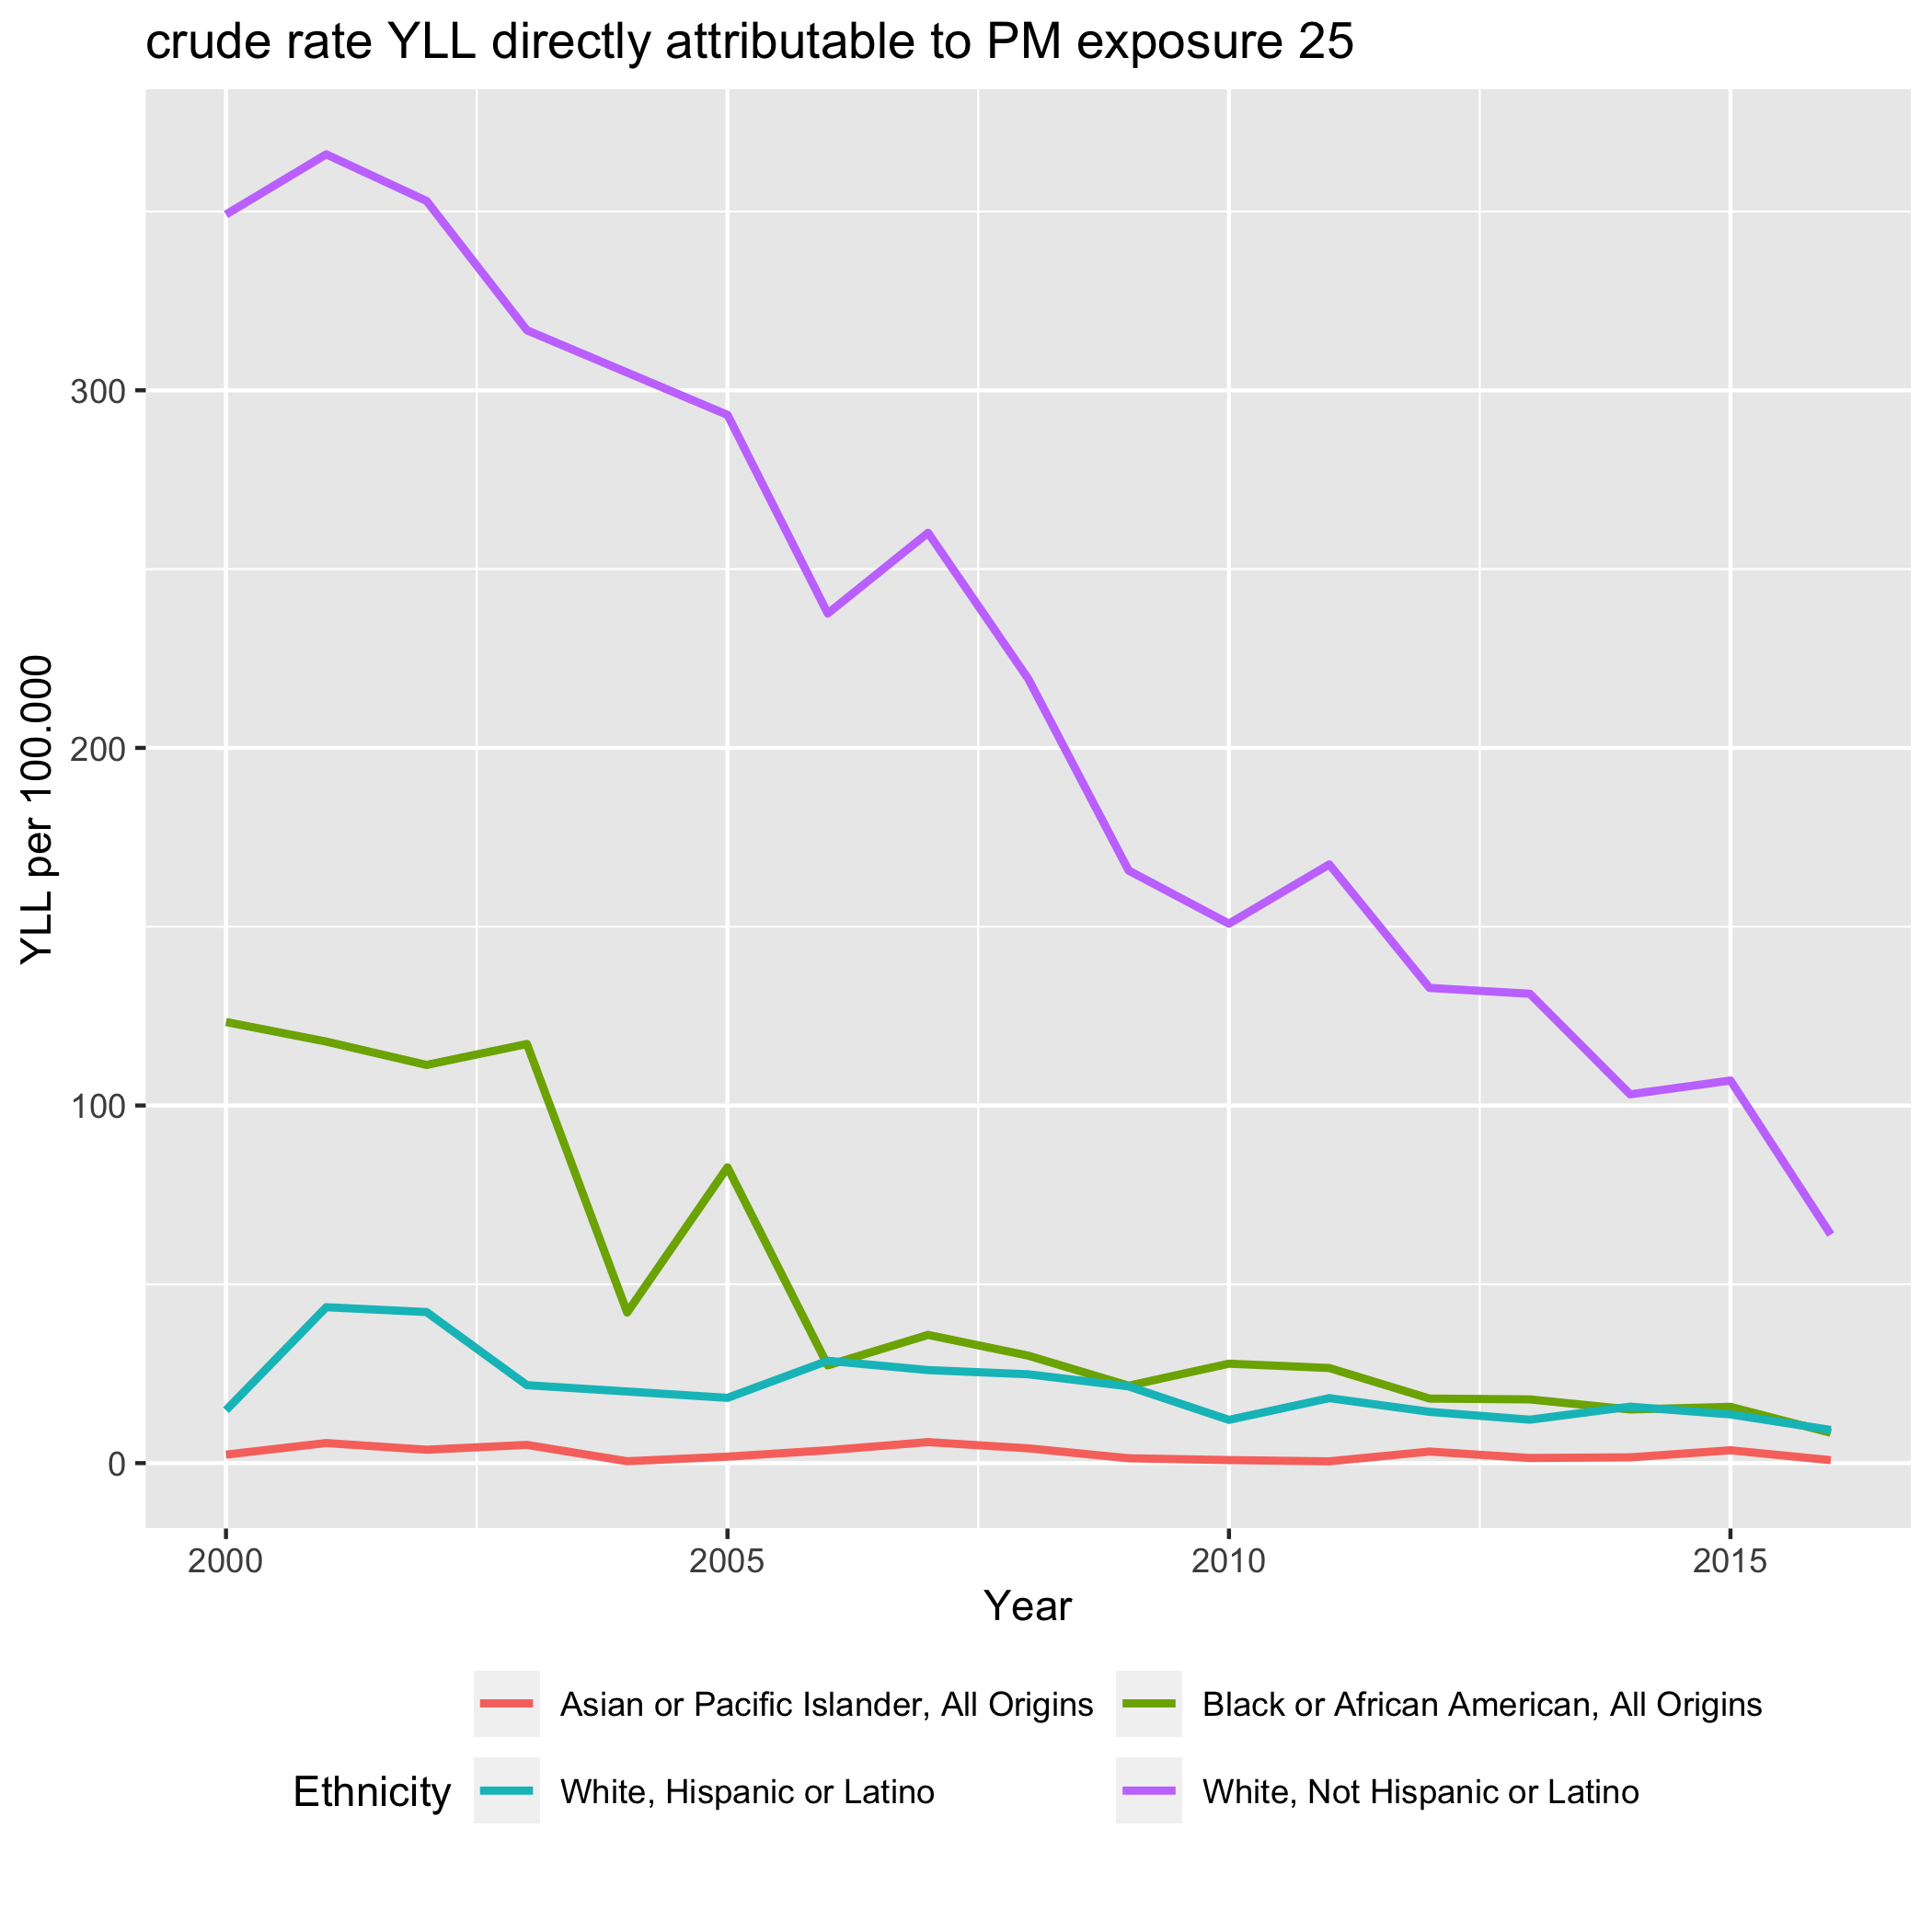 crude rate YLL directly attributable to PM exposure 25
YLL per 100.000
300
200
100
0
2000 2005 2010 2015
Year
Ethnicity
Asian or Pacific Islander, All Origins
Black or African American, All Origins
White, Hispanic or Latino
White, Not Hispanic or Latino